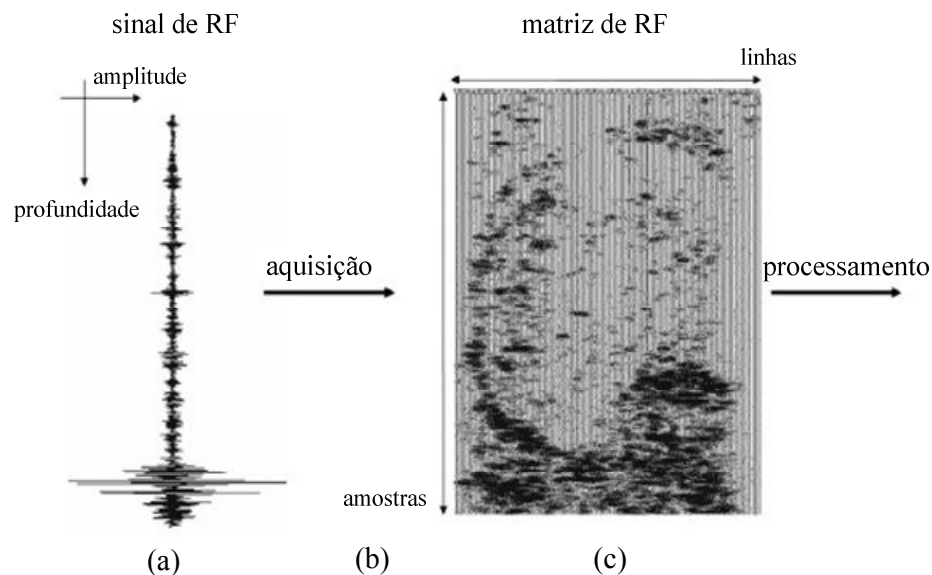 sinal de RF
matriz de RF
linhas
amplitude
profundidade
aquisição
processamento
amostras
(a)
(b)
(c)